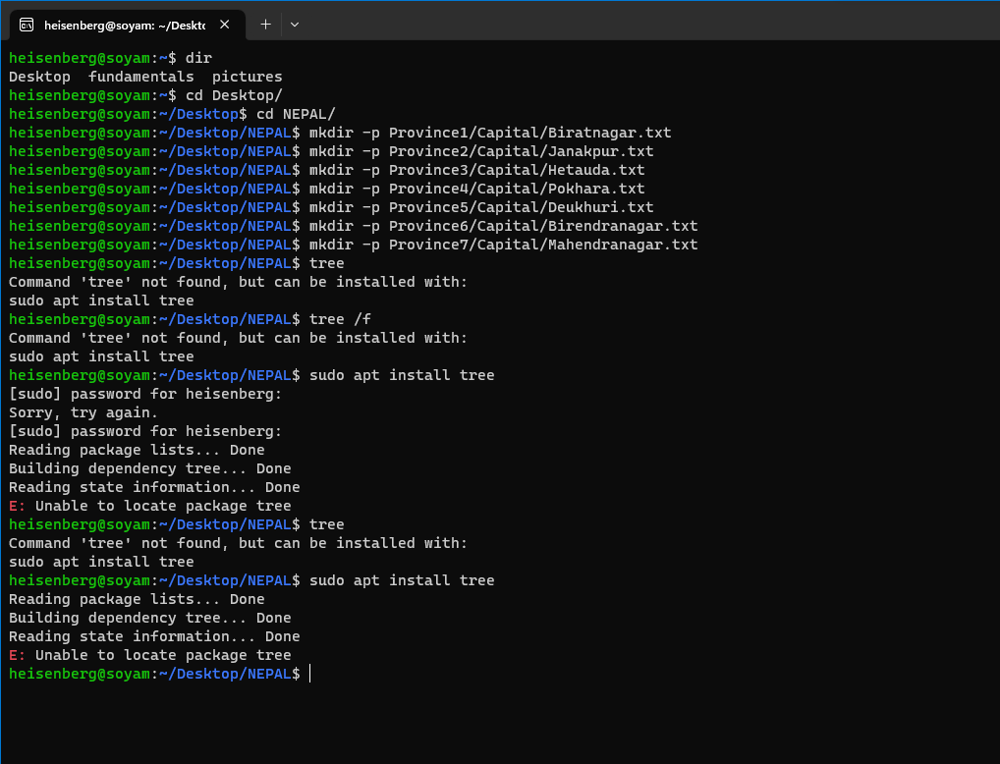 heisenberg@soyam: ~/Deskto
heisenberg@soyam:~$ dir
Desktop  fundamentals  pictures
heisenberg@soyam:~$ cd Desktop/
heisenberg@soyam:~/Desktop$ cd NEPAL/
heisenberg@soyam:~/Desktop/NEPAL$ mkdir -p Province1/Capital/Biratnagar.txt
heisenberg@soyam:~/Desktop/NEPAL$ mkdir -p Province2/Capital/Janakpur.txt
heisenberg@soyam:~/Desktop/NEPAL$ mkdir -p Province3/Capital/Hetauda.txt
heisenberg@soyam:~/Desktop/NEPAL$ mkdir -p Province4/Capital/Pokhara.txt
heisenberg@soyam:~/Desktop/NEPAL$ mkdir -p Province5/Capital/Deukhuri.txt
heisenberg@soyam:~/Desktop/NEPAL$ mkdir -p Province6/Capital/Birendranagar.txt
heisenberg@soyam:~/Desktop/NEPAL$ mkdir -p Province7/Capital/Mahendranagar.txt
heisenberg@soyam:~/Desktop/NEPAL$ tree
Command 'tree' not found, but can be installed with:
sudo apt install tree
heisenberg@soyam:~/Desktop/NEPAL$ tree /f
Command 'tree' not found, but can be installed with:
sudo apt install tree
heisenberg@soyam:~/Desktop/NEPAL$ sudo apt install tree
[sudo] password for heisenberg:
Sorry, try again.
[sudo] password for heisenberg:
Reading package lists... Done
Building dependency tree... Done
Reading state information... Done
E: Unable to locate package tree
heisenberg@soyam:~/Desktop/NEPAL$ tree
Command 'tree' not found, but can be installed with:
sudo apt install tree
heisenberg@soyam:~/Desktop/NEPAL$ sudo apt install tree
Reading package lists... Done
Building dependency tree... Done
Reading state information... Done
E: Unable to locate package tree
heisenberg@soyam:~/Desktop/NEPAL$